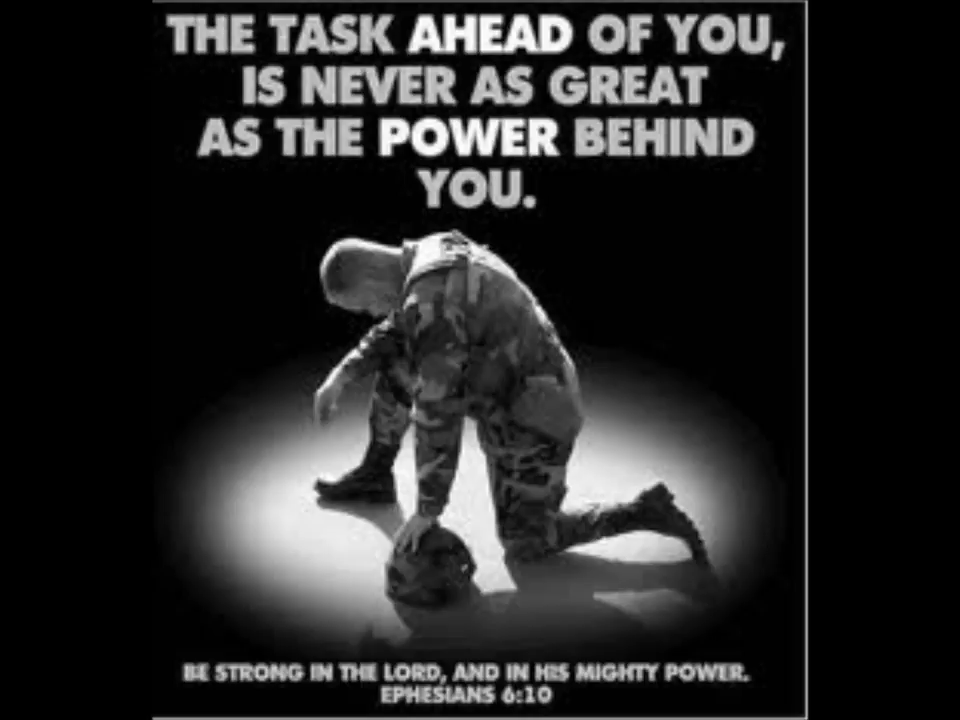 THE TASK AHEAD OF YOU,
IS NEVER AS GREAT
AS THE POWER BEHIND
YOU.
BE STRONG IN THE LORD, AND IN HIS MIGHTY POWER.
EPHESIANS 6:10